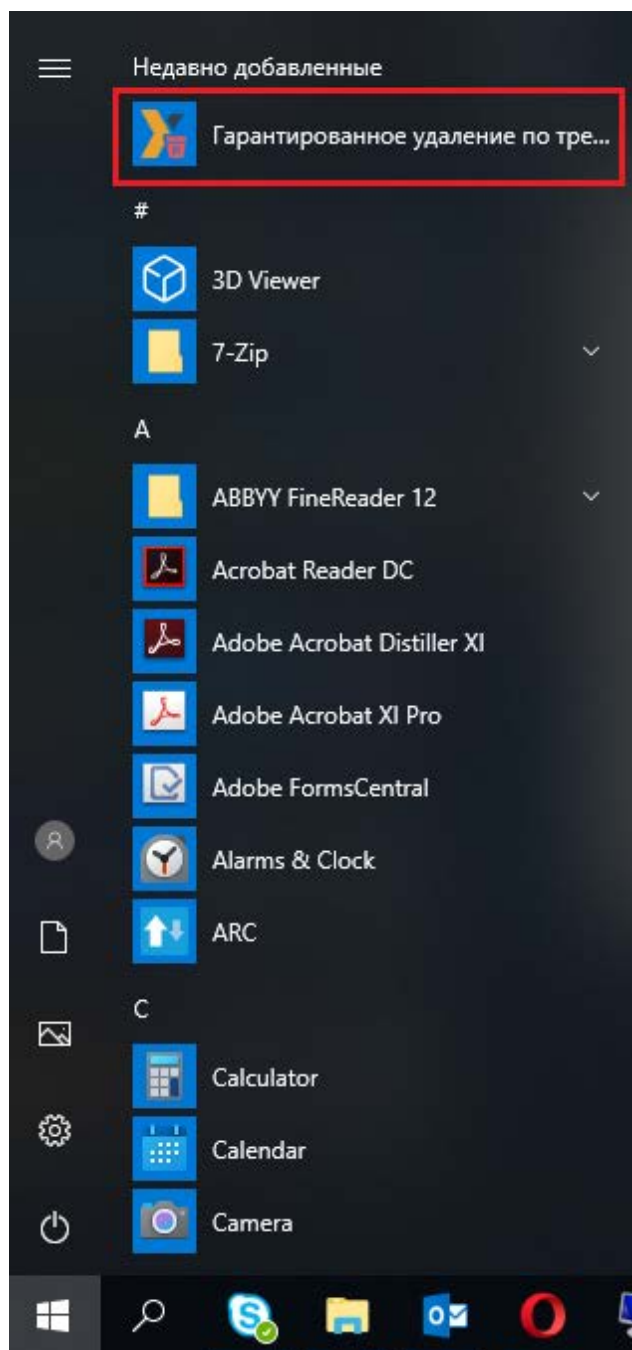 Недавно добавленные
Гарантированное удаление по тре...
#
3D Viewer
7-Zip
A
ABBYY FineReader 12
Acrobat Reader DC
Adobe Acrobat Distiller XI
Adobe Acrobat XI Pro
Adobe FormsCentral
Alarms & Clock
ARC
C
Calculator
Calendar
Camera